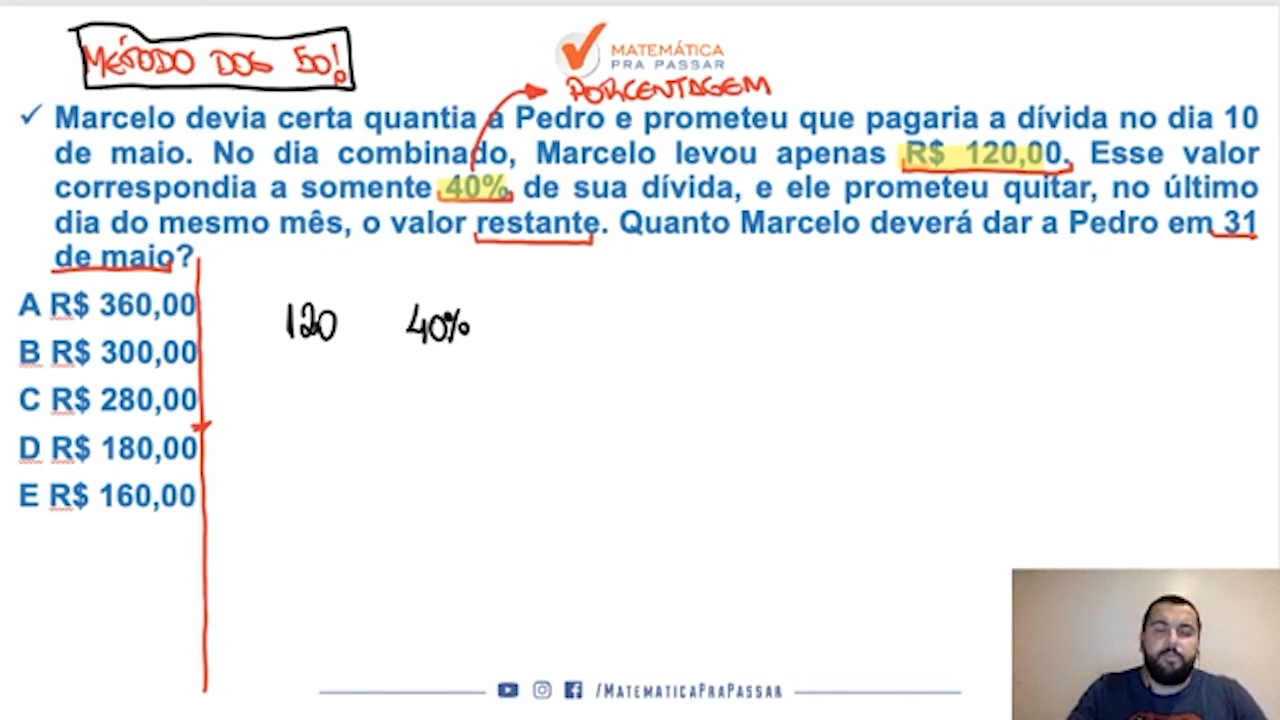 MÉTODO DOS 50!
MATEMÁTICA
PRA PASSAR
PORCENTAGEM
✓ Marcelo devia certa quantia a Pedro e prometeu que pagaria a dívida no dia 10
de maio. No dia combinado, Marcelo levou apenas R$ 120,00. Esse valor
correspondia a somente 40% de sua dívida, e ele prometeu quitar, no último
dia do mesmo mês, o valor restante. Quanto Marcelo deverá dar a Pedro em 31
de maio?
A R$ 360,00
120 40%
B R$ 300,00
C R$ 280,00
D R$ 180,00
E R$ 160,00
/MATEMATICAPRAPASSAR